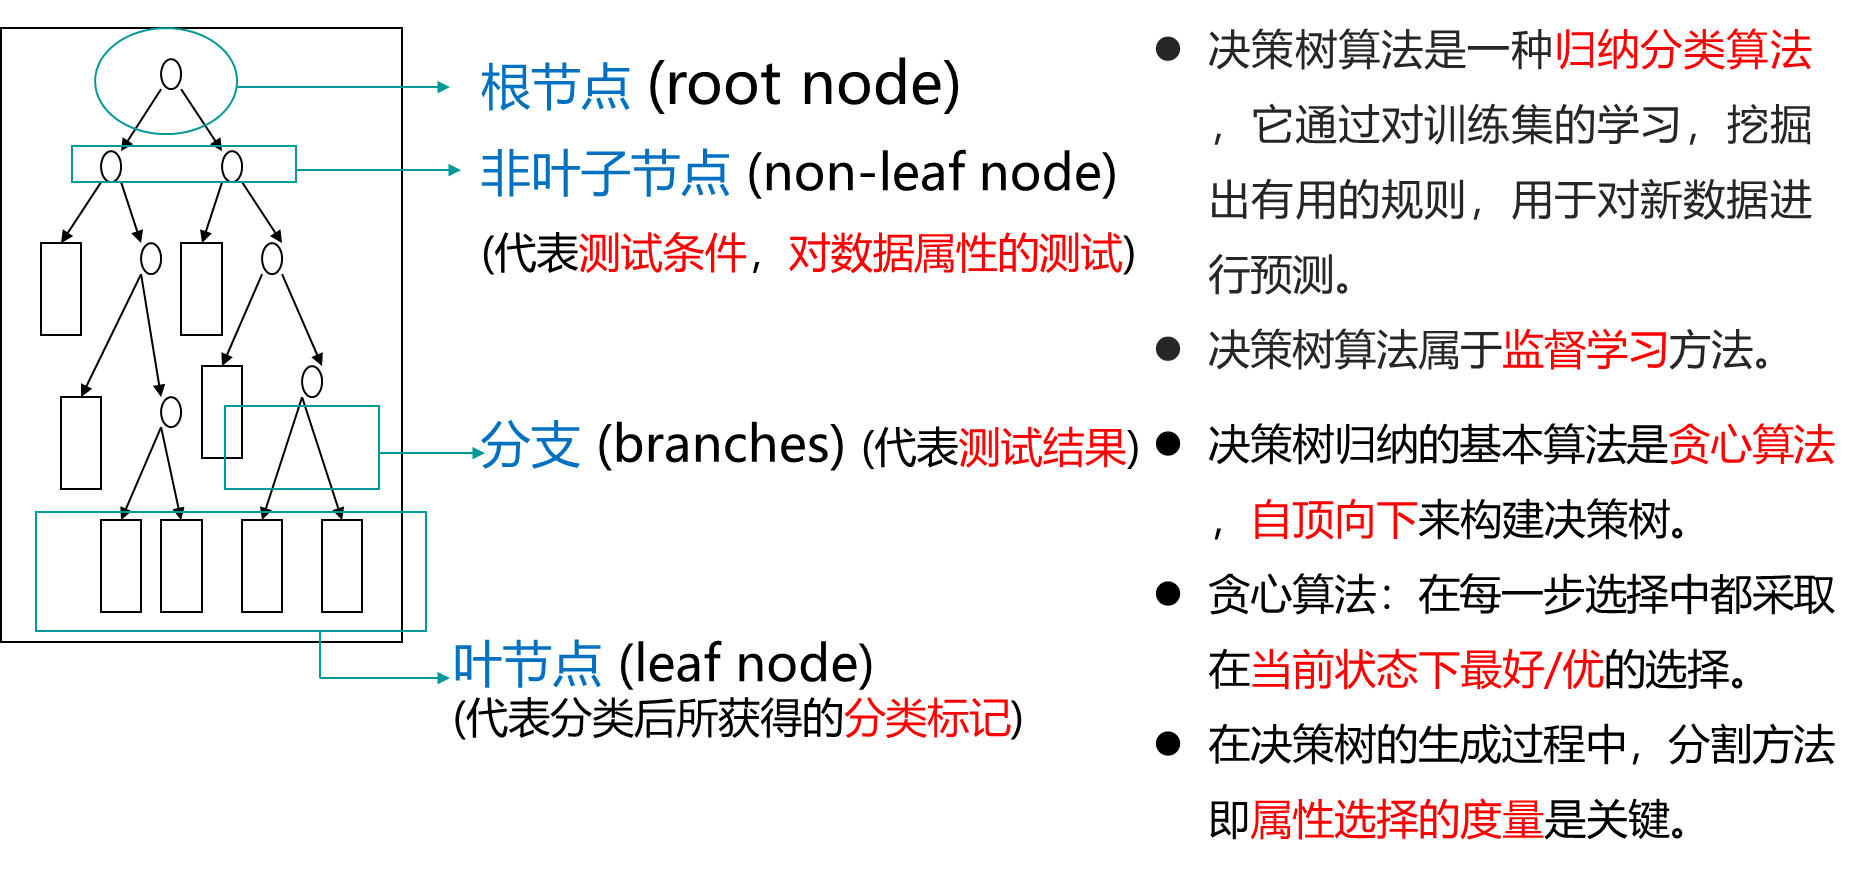 根节点 (root node)
非叶子节点 (non-leaf node)
(代表测试条件，对数据属性的测试)
分支 (branches) (代表测试结果)
叶节点 (leaf node)
(代表分类后所获得的分类标记)
● 决策树算法是一种归纳分类算法
，它通过对训练集的学习，挖掘
出有用的规则，用于对新数据进
行预测。
● 决策树算法属于监督学习方法。
● 决策树归纳的基本算法是贪心算法
，自顶向下来构建决策树。
● 贪心算法：在每一步选择中都采取
在当前状态下最好/优的选择。
● 在决策树的生成过程中，分割方法
即属性选择的度量是关键。